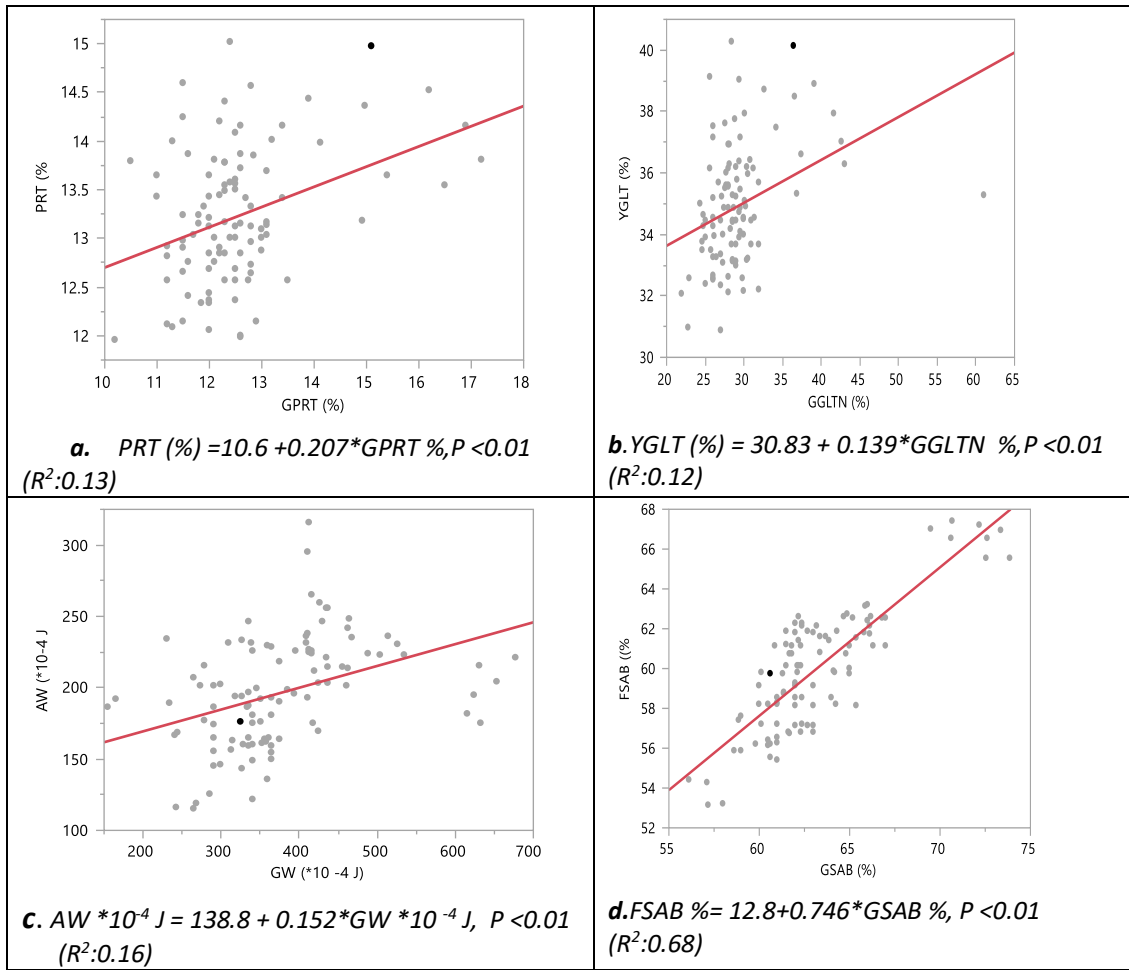 15
14.5
14
13.5
13
12.5
12
PRT (%
10 11 12 13 14 15 16 17 18
GPRT (%)
a. PRT (%) =10.6 +0.207*GPRT %,P <0.01
(R²:0.13)
40
38
36
34
32
30
YGLT (%)
20 25 30 35 40 45 50 55 60 65
GGLTN (%)
b.YGLT (%) = 30.83 + 0.139*GGLTN %,P <0.01
(R²:0.12)
300
250
200
150
100
AW (*10-4 J
200 300 400 500 600 700
GW (*10 -4 J)
c. AW *10⁻⁴ J = 138.8 + 0.152*GW *10 ⁻⁴ J, P <0.01
(R²:0.16)
68
66
64
62
60
58
56
54
52
FSAB ((%
55 60 65 70 75
GSAB (%)
d.FSAB %= 12.8+0.746*GSAB %, P <0.01
(R²:0.68)